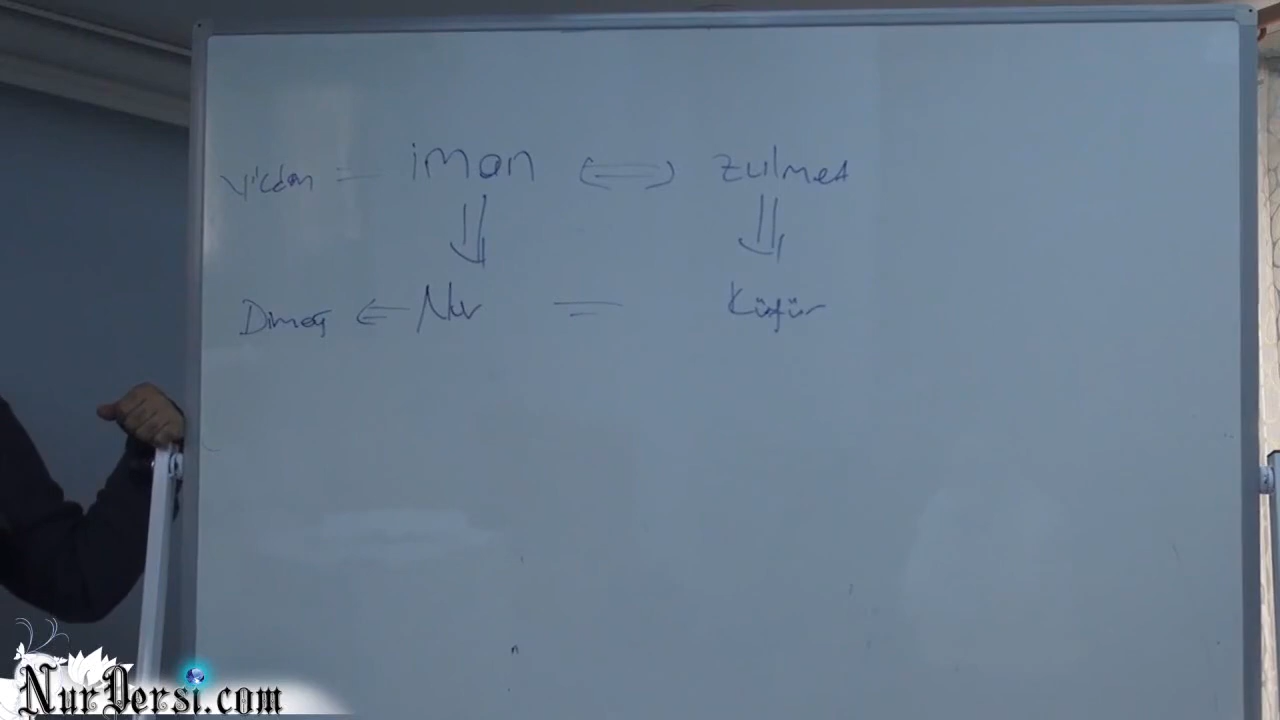 Vicdan = iman ⇔ zulmet
⇓ ⇓
Dimağ ⇐ Nur = Küfür
NurDersi.com